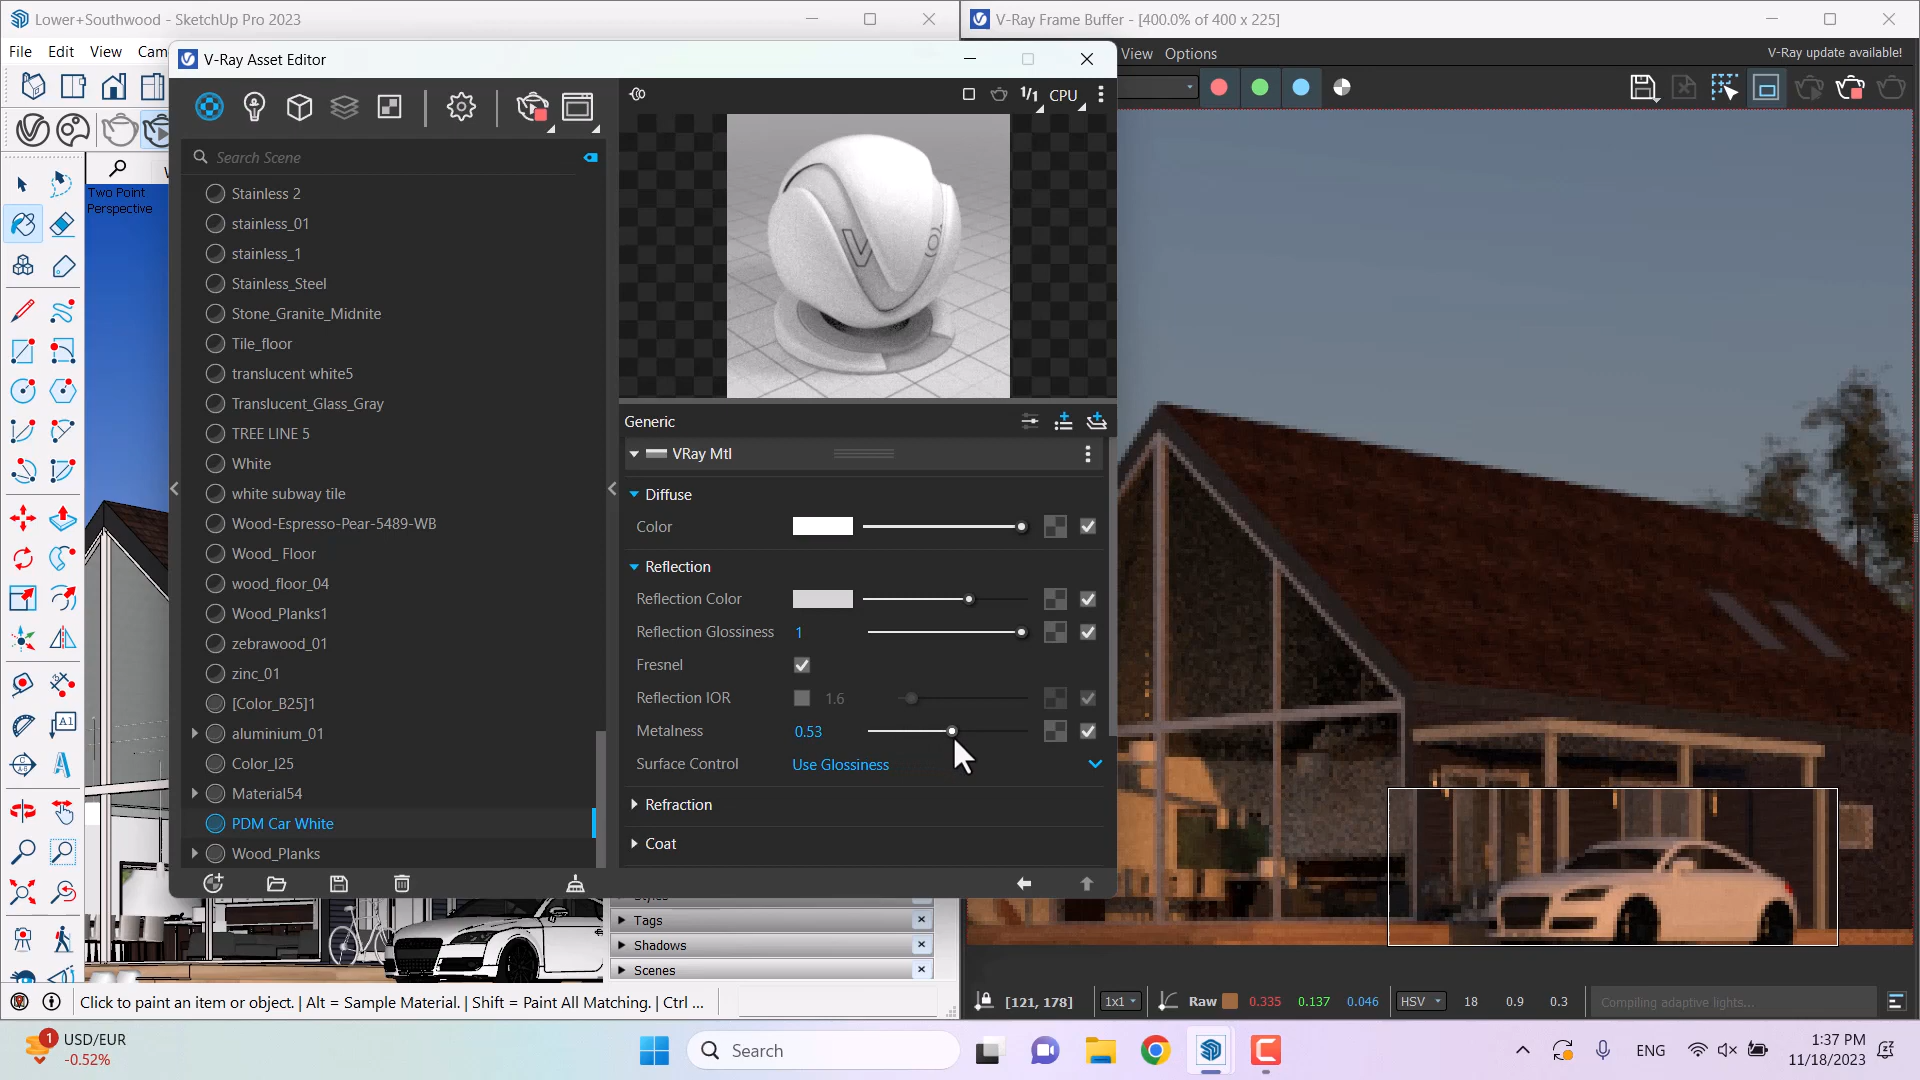 Lower+Southwood - SketchUp Pro 2023
V-Ray Frame Buffer - [400.0% of 400 x 225]
File Edit View Cam
V-Ray Asset Editor
View Options
V-Ray update available!
1/1 CPU
Search Scene
Two Point
Perspective
Stainless 2
stainless_01
stainless_1
Stainless_Steel
Stone_Granite_Midnite
Tile_floor
translucent white5
Translucent_Glass_Gray
TREE LINE 5
White
white subway tile
Wood-Espresso-Pear-5489-WB
Wood_ Floor
wood_floor_04
Wood_Planks1
zebrawood_01
zinc_01
[Color_B25]1
aluminium_01
Color_I25
Material54
PDM Car White
Wood_Planks
Generic
VRay Mtl
Diffuse
Color
Reflection
Reflection Color
Reflection Glossiness 1
Fresnel
Reflection IOR 1.6
Metalness 0.53
Surface Control Use Glossiness
Refraction
Coat
Tags
Shadows
Scenes
Click to paint an item or object. | Alt = Sample Material. | Shift = Paint All Matching. | Ctrl ...
[121, 178] 1x1 Raw 0.335 0.137 0.046 HSV 18 0.9 0.3 Compiling adaptive lights...
1
USD/EUR
-0.52%
Search
ENG
1:37 PM
11/18/2023